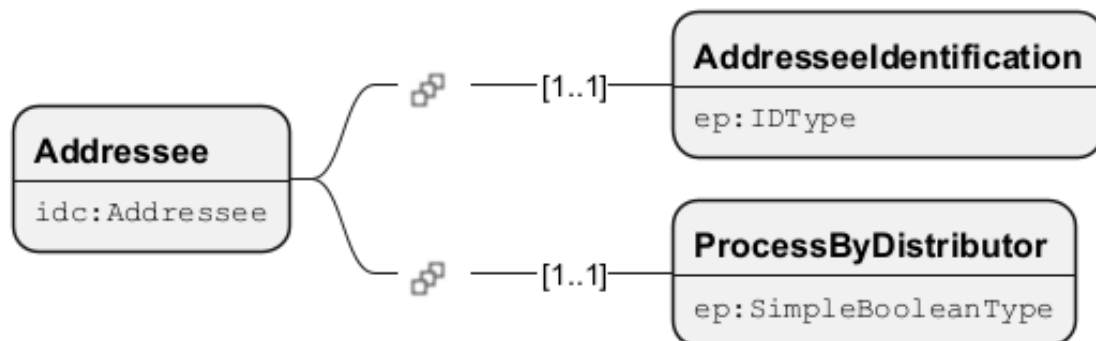 AddresseeIdentification
[1..1]
ep:IDType
Addressee
idc:Addressee
ProcessByDistributor
[1..1]
ep:SimpleBooleanType